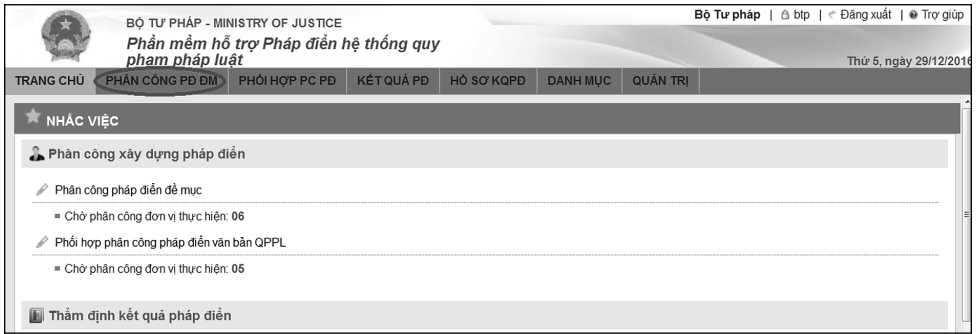 Bộ Tư pháp | btp | Đăng xuất | Trợ giúp
BỘ TƯ PHÁP - MINISTRY OF JUSTICE
Phần mềm hỗ trợ Pháp điển hệ thống quy
phạm pháp luật
Thứ 5, ngày 29/12/2016
TRANG CHỦ PHÂN CÔNG PĐ ĐM PHỐI HỢP PC PĐ KẾT QUẢ PĐ HỒ SƠ KQPĐ DANH MỤC QUẢN TRỊ
NHẮC VIỆC
Phân công xây dựng pháp điển
Phân công pháp điển đề mục
Chờ phân công đơn vị thực hiện: 06
Phối hợp phân công pháp điển văn bản QPPL
Chờ phân công đơn vị thực hiện: 05
Thẩm định kết quả pháp điển